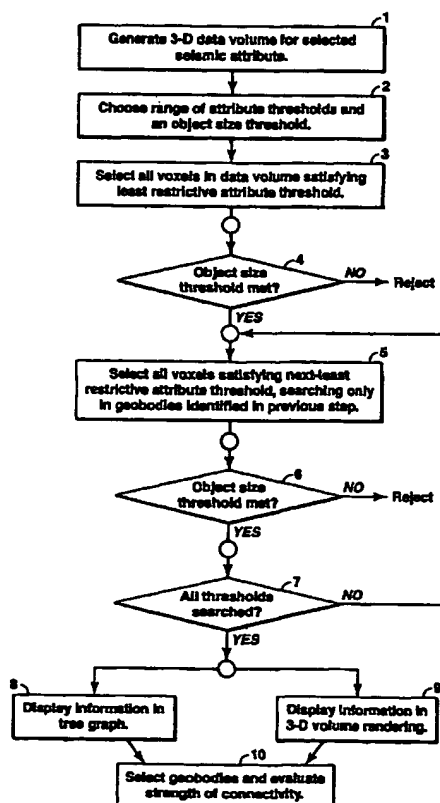 1
Generate 3-D data volume for selected
seismic attribute.
2
Choose range of attribute thresholds and
an object size threshold.
3
Select all voxels in data volume satisfying
least restrictive attribute threshold.
4
Object size
threshold met?
NO
Reject
YES
5
Select all voxels satisfying next-least
restrictive attribute threshold, searching only
in geobodies identified in previous step.
6
Object size
threshold met?
NO
Reject
YES
7
All thresholds
searched?
NO
YES
8
Display information in
tree graph.
9
Display information in
3-D volume rendering.
10
Select geobodies and evaluate
strength of connectivity.